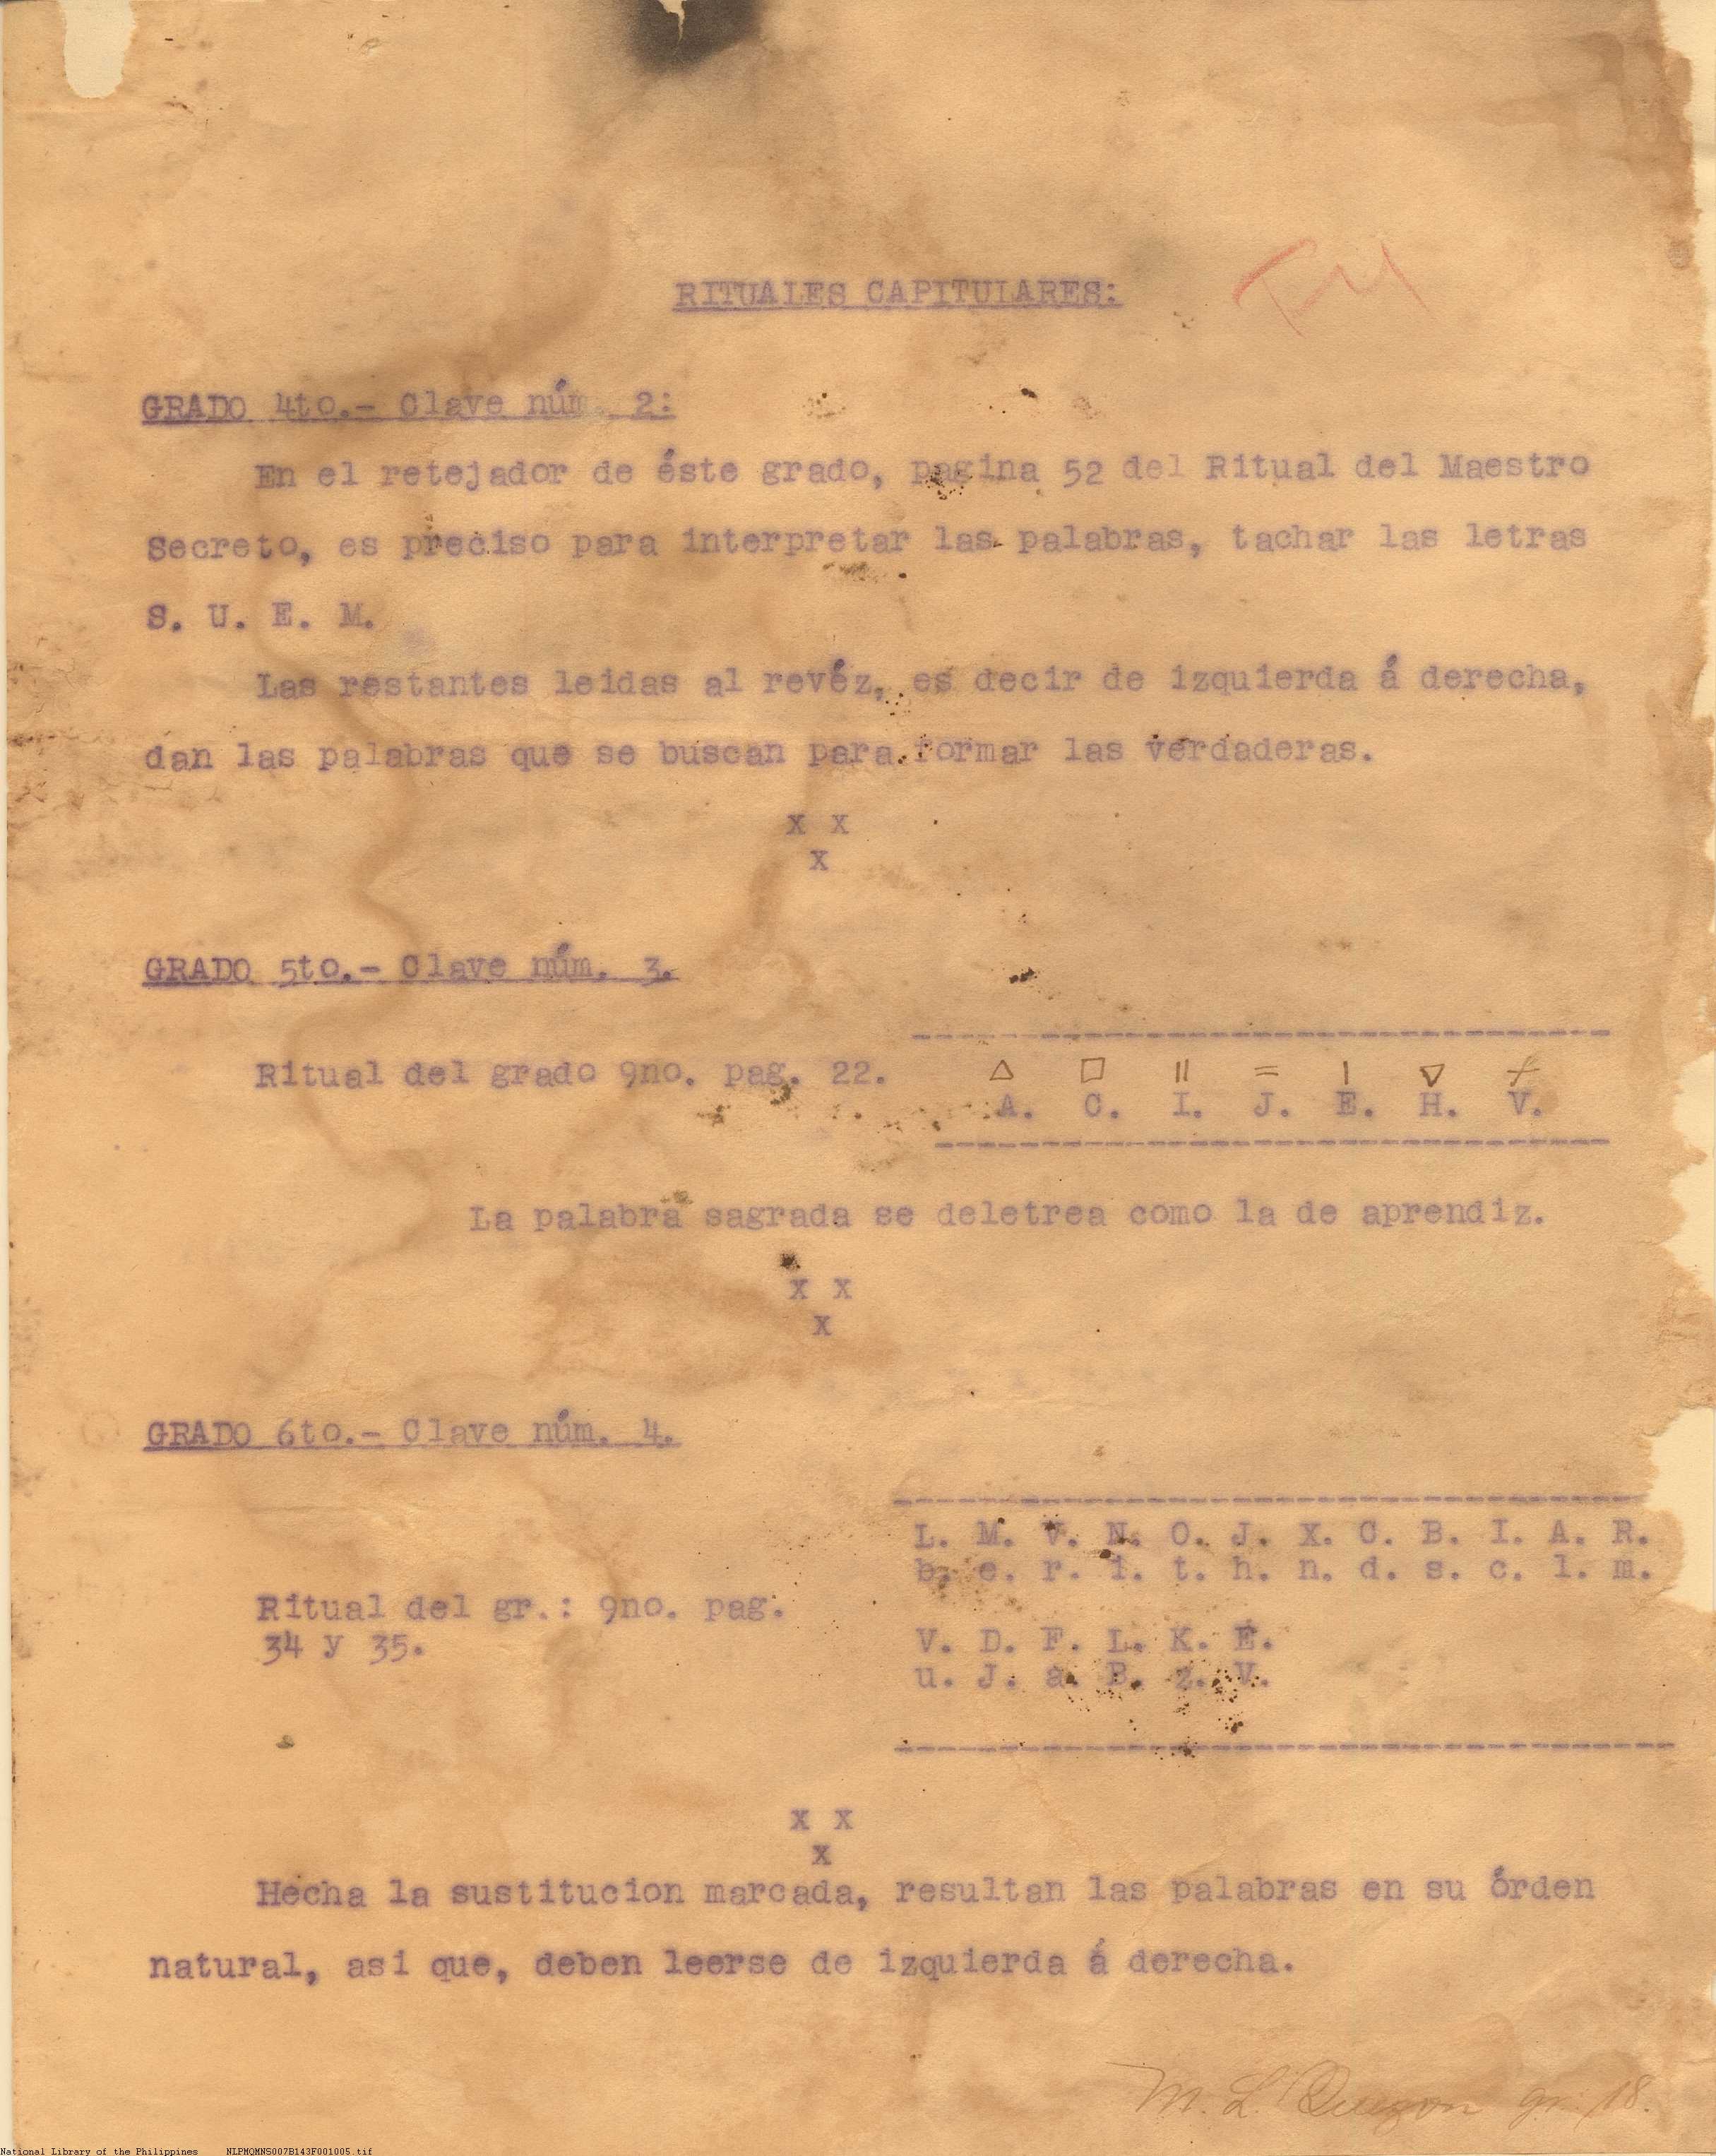 RITUALES CAPITULARES:
GRADO 4to.- Clave núm. 2:
En el retejador de éste grado, pagina 52 del Ritual del Maestro
Secreto, es preciso para interpretar las palabras, tachar las letras
S. U. E. M.
Las restantes leidas al revéz, es decir de izquierda á derecha,
dan las palabras que se buscan para formar las verdaderas.
x x
x
GRADO 5to.- Clave núm. 3.
Ritual del grado 9no. pag. 22.
△ □ || = | ▽ ⌿
A. C. I. J. E. H. V.
La palabra sagrada se deletrea como la de aprendiz.
x x
x
GRADO 6to.- Clave núm. 4.
L. M. V. N. O. J. X. C. B. I. A. R.
b. e. r. i. t. h. n. d. s. c. l. m.
Ritual del gr.: 9no. pag.
34 y 35.
V. D. F. L. K. E.
u. J. a. B. z. V.
x x
x
Hecha la sustitucion marcada, resultan las palabras en su órden
natural, asi que, deben leerse de izquierda á derecha.
M. L. Quezon gr. 18.
National Library of the Philippines NLPMQMNS007B143F001005.tif